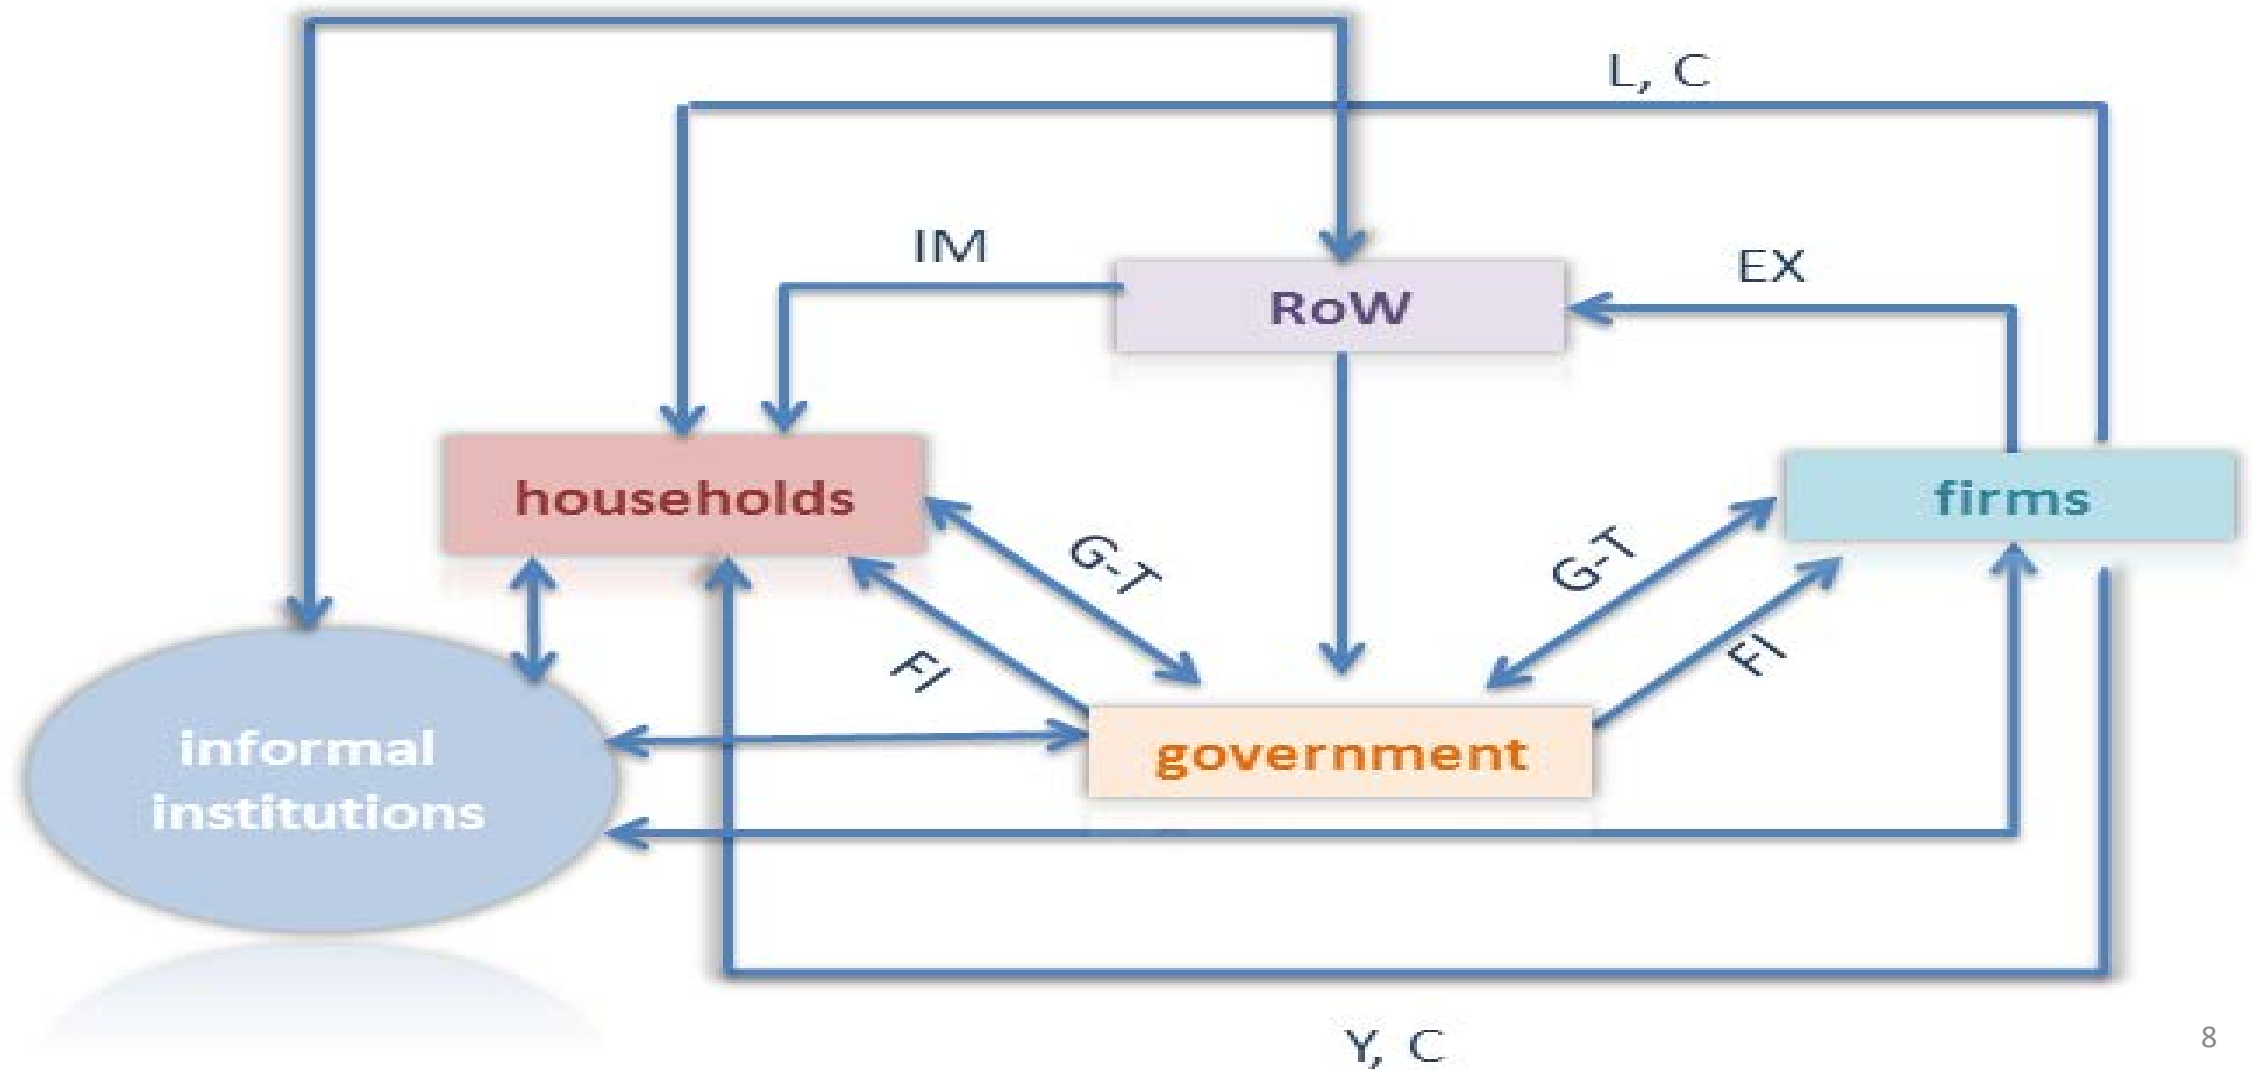 L, C
IM
EX
RoW
households
firms
G-T
G-T
FI
FI
informal
institutions
government
Y, C
8